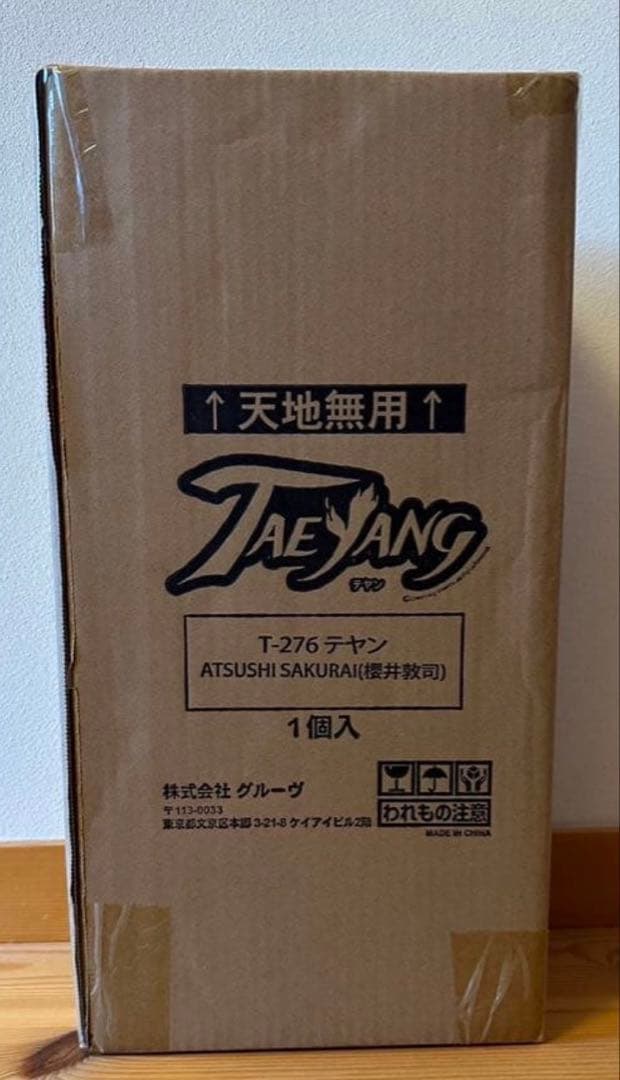 ↑天地無用↑
TAEYANG
テヤン
T-276 テヤン
ATSUSHI SAKURAI(櫻井敦司)
1個入
株式会社 グルーヴ
〒113-0033
東京都文京区本郷 3-21-8 ケイアイビル2階
われもの注意
MADE IN CHINA